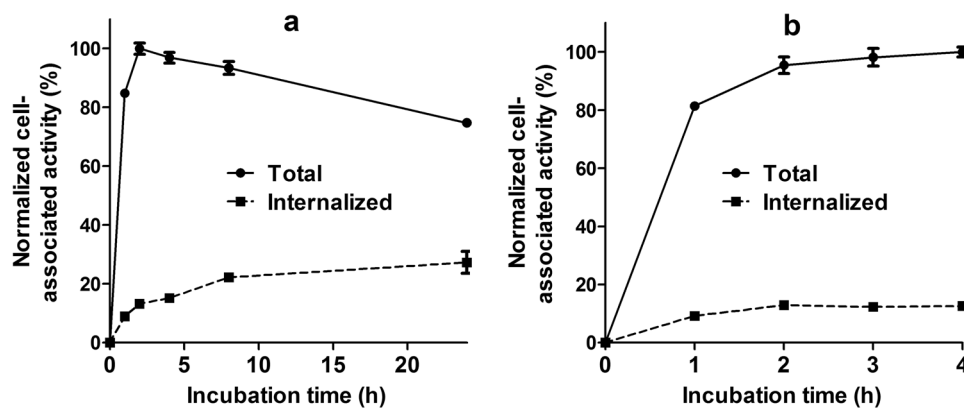 a
Normalized cell-
associated activity (%)
100
80
60
40
20
0
Total
Internalized
0 5 10 15 20
Incubation time (h)
b
Normalized cell-
associated activity (%)
100
80
60
40
20
0
Total
Internalized
0 1 2 3 4
Incubation time (h)